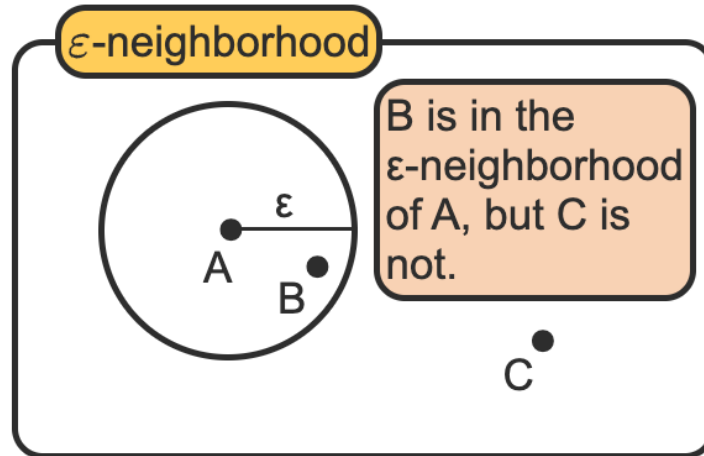 ε-neighborhood
B is in the
ε-neighborhood
of A, but C is
not.
ε
A
B
C